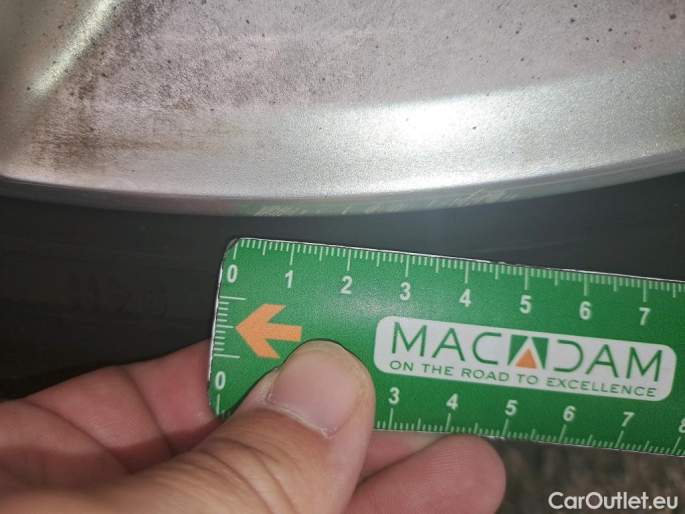 0 1 2 3 4 5 6 7
MACADAM
ON THE ROAD TO EXCELLENCE
0
3 4 5 6 7 8
CarOutlet.eu